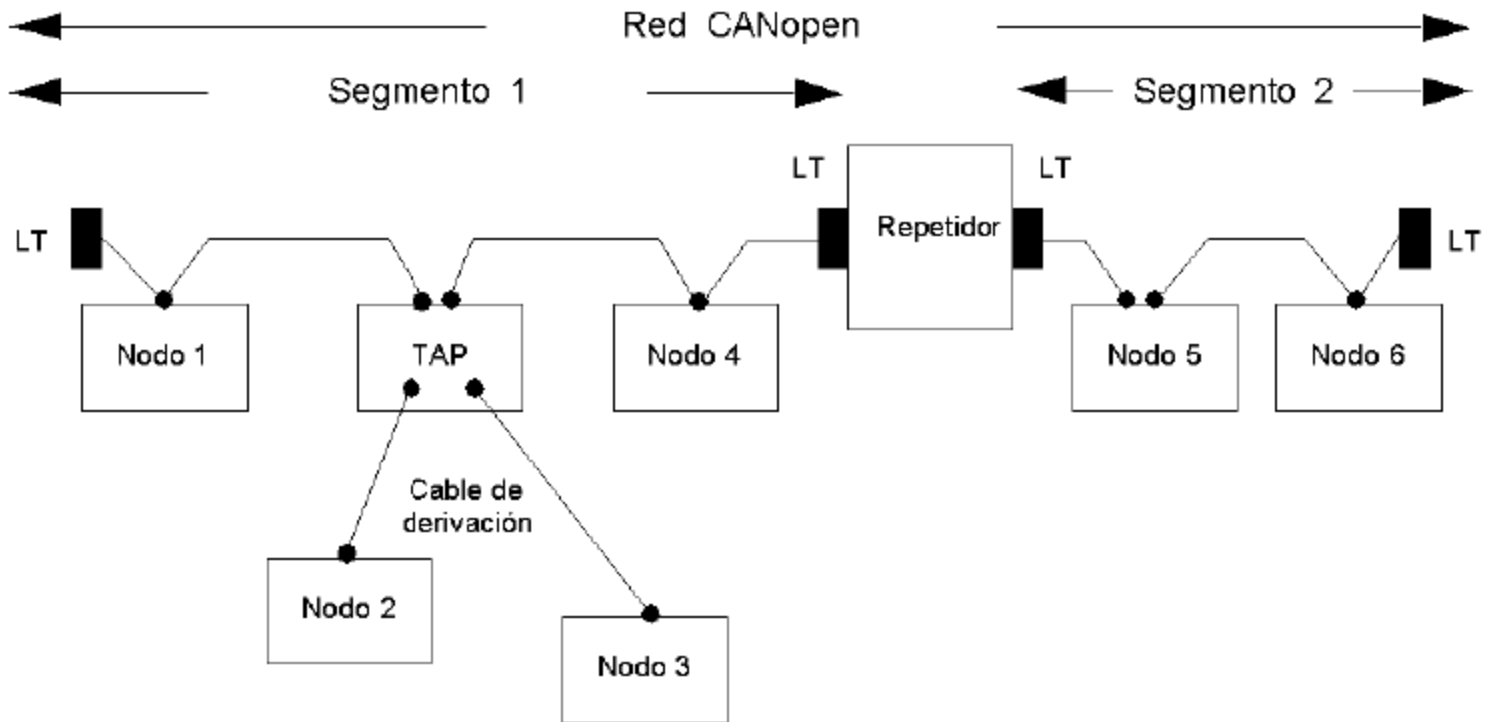 Red CANopen
Segmento 1
Segmento 2
LT
LT
LT
Repetidor
LT
Nodo 1
TAP
Nodo 4
Nodo 5
Nodo 6
Cable de
derivación
Nodo 2
Nodo 3